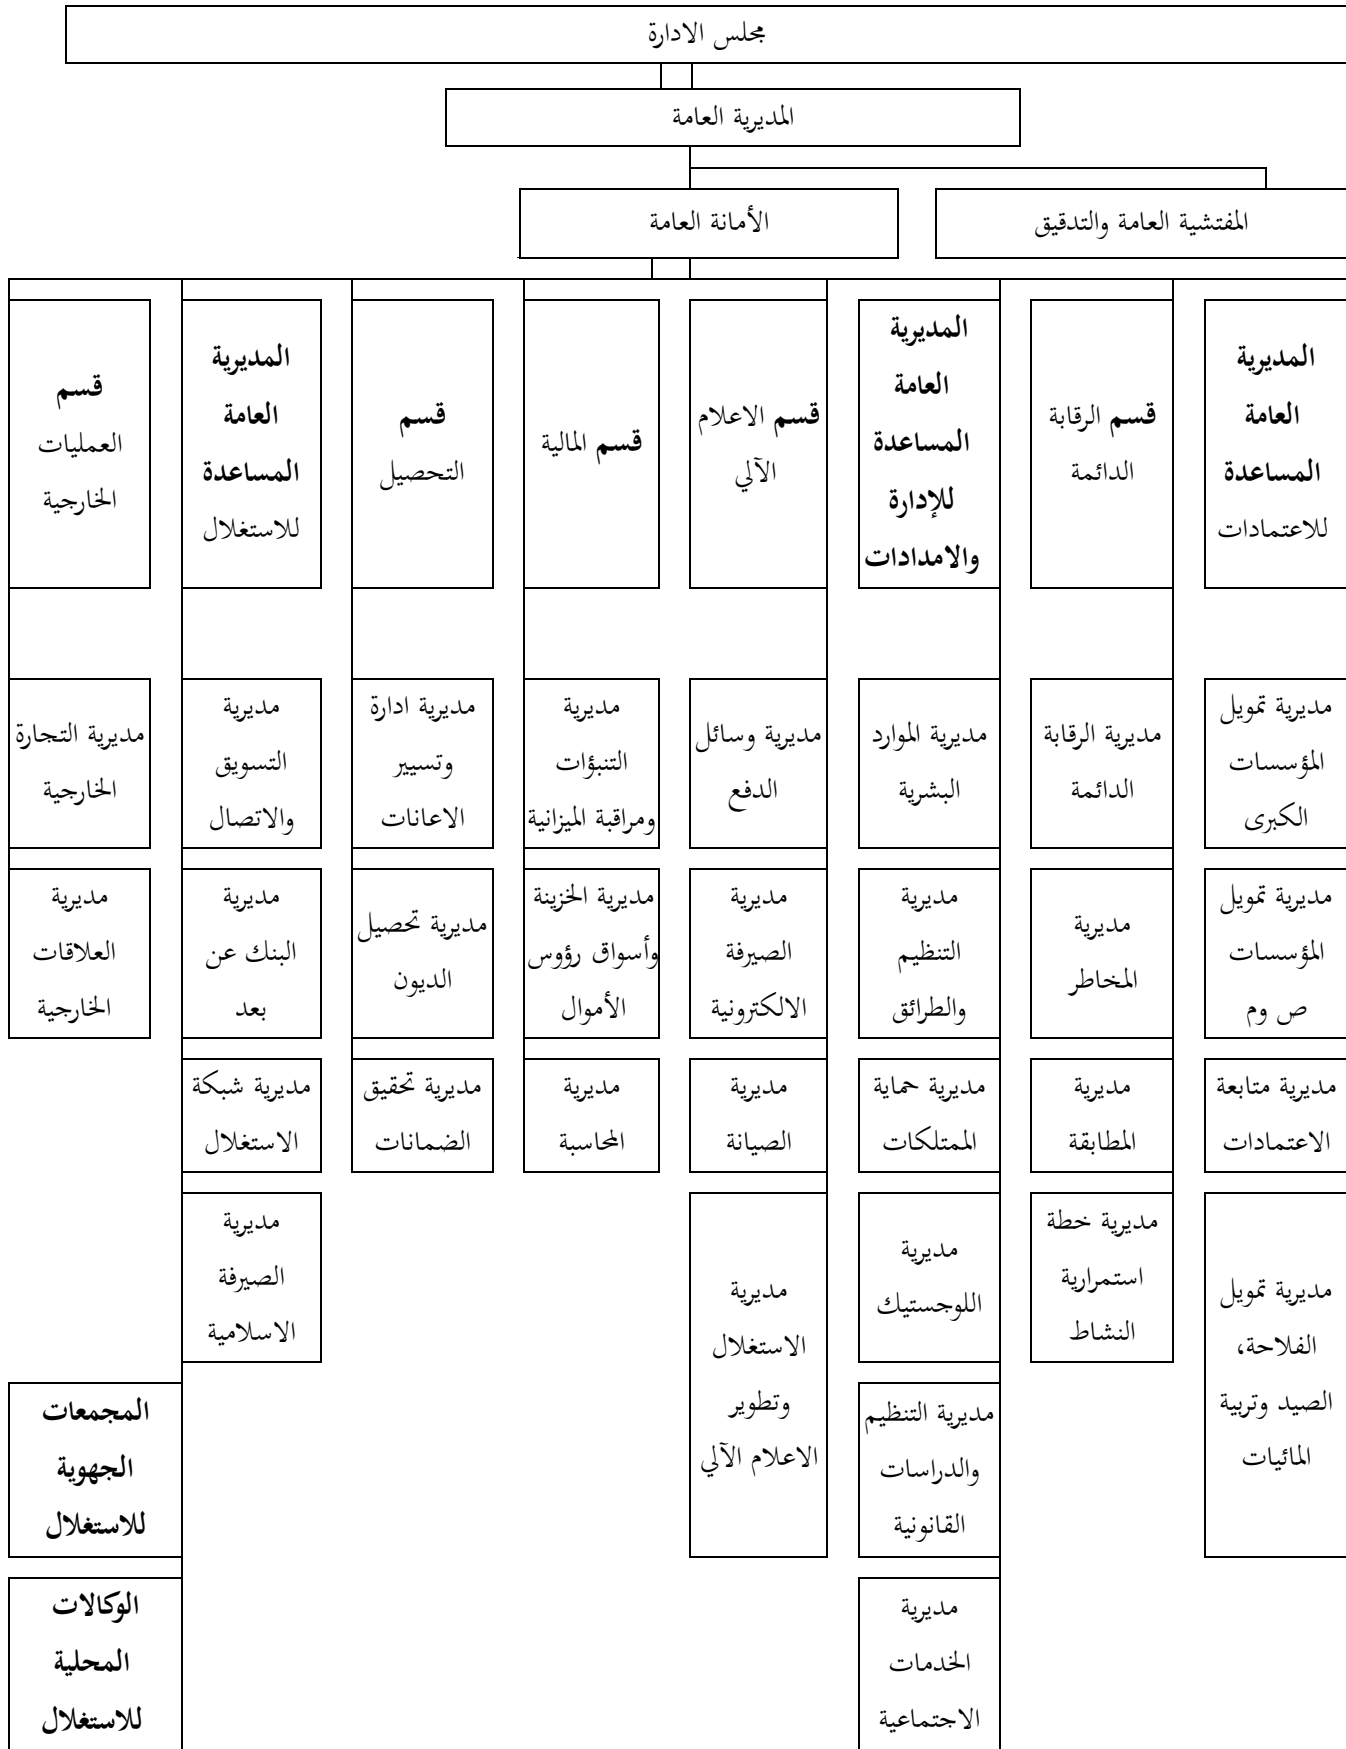 مجلس الادارة
المديرية العامة
المفتشية العامة والتدقيق
الأمانة العامة
المديرية
العامة
المساعدة
للاعتمادات
قسم الرقابة
الدائمة
المديرية
العامة
المساعدة
للإدارة
والامدادات
قسم الاعلام
الآلي
قسم المالية
قسم
التحصيل
المديرية
العامة
المساعدة
للاستغلال
قسم
العمليات
الخارجية
مديرية تمويل
المؤسسات
الكبرى
مديرية الرقابة
الدائمة
مديرية الموارد
البشرية
مديرية وسائل
الدفع
مديرية
التنبؤات
ومراقبة الميزانية
مديرية ادارة
وتسيير
الاعانات
مديرية
التسويق
والاتصال
مديرية التجارة
الخارجية
مديرية تمويل
المؤسسات
ص وم
مديرية
المخاطر
مديرية
التنظيم
والطرائق
مديرية
الصيرفة
الالكترونية
مديرية الخزينة
وأسواق رؤوس
الأموال
مديرية تحصيل
الديون
مديرية
البنك عن
بعد
مديرية
العلاقات
الخارجية
مديرية متابعة
الاعتمادات
مديرية
المطابقة
مديرية حماية
الممتلكات
مديرية
الصيانة
مديرية
المحاسبة
مديرية تحقيق
الضمانات
مديرية شبكة
الاستغلال
مديرية تمويل
الفلاحة،
الصيد وتربية
المائيات
مديرية خطة
استمرارية
النشاط
مديرية
اللوجستيك
مديرية
الاستغلال
وتطوير
الاعلام الآلي
مديرية
الصيرفة
الاسلامية
مديرية التنظيم
والدراسات
القانونية
المجمعات
الجهوية
للاستغلال
مديرية
الخدمات
الاجتماعية
الوكالات
المحلية
للاستغلال